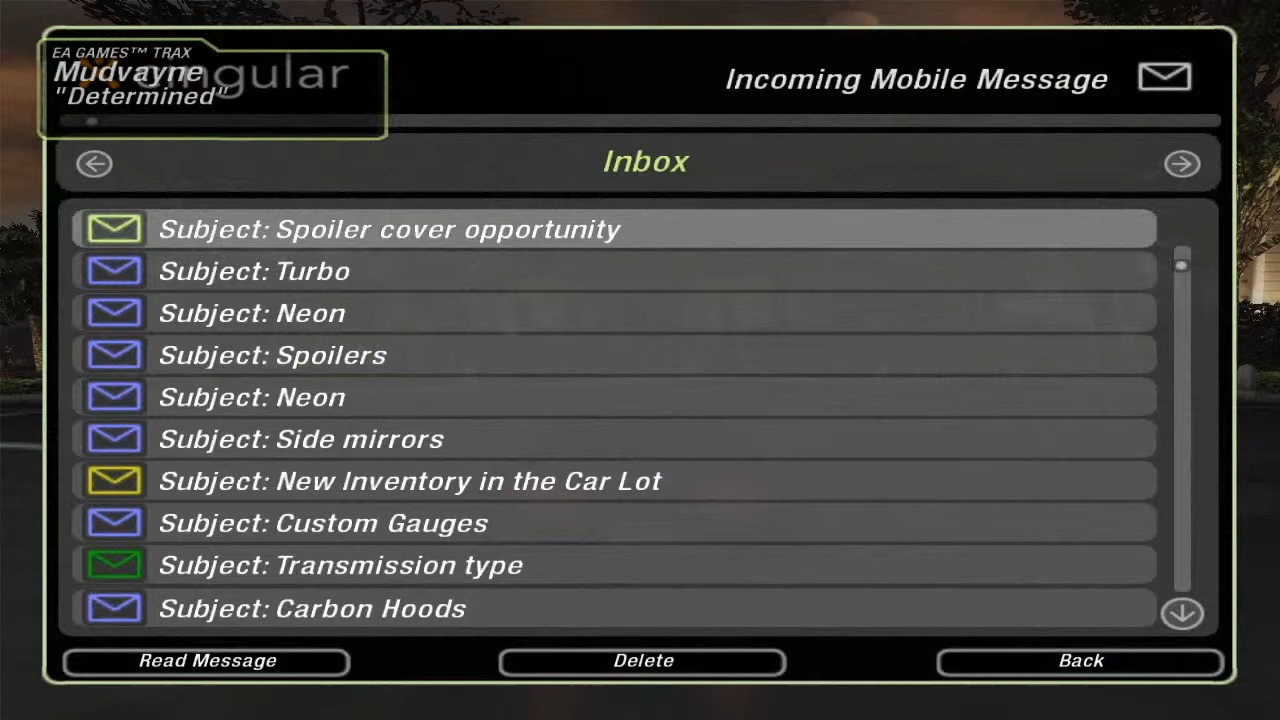 EA GAMES™ TRAX
Mudvayne
"Determined"
cingular
Incoming Mobile Message
Inbox
Subject: Spoiler cover opportunity
Subject: Turbo
Subject: Neon
Subject: Spoilers
Subject: Neon
Subject: Side mirrors
Subject: New Inventory in the Car Lot
Subject: Custom Gauges
Subject: Transmission type
Subject: Carbon Hoods
Read Message
Delete
Back